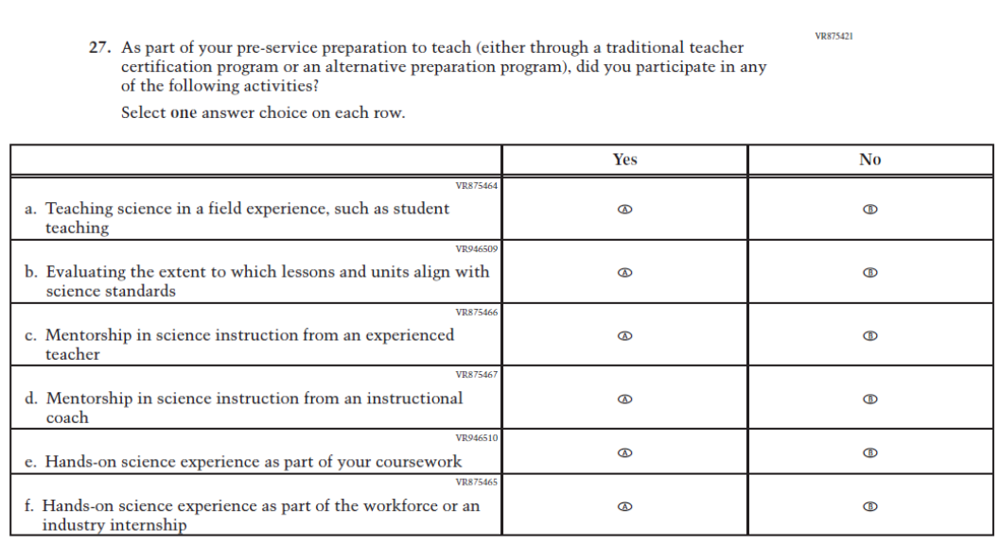 VR875421
27. As part of your pre-service preparation to teach (either through a traditional teacher
certification program or an alternative preparation program), did you participate in any
of the following activities?
Select one answer choice on each row.
Yes No
VR875464
a. Teaching science in a field experience, such as student
teaching
A B
VR946509
b. Evaluating the extent to which lessons and units align with
science standards
A B
VR875466
c. Mentorship in science instruction from an experienced
teacher
A B
VR875467
d. Mentorship in science instruction from an instructional
coach
A B
VR946510
e. Hands-on science experience as part of your coursework
A B
VR875465
f. Hands-on science experience as part of the workforce or an
industry internship
A B